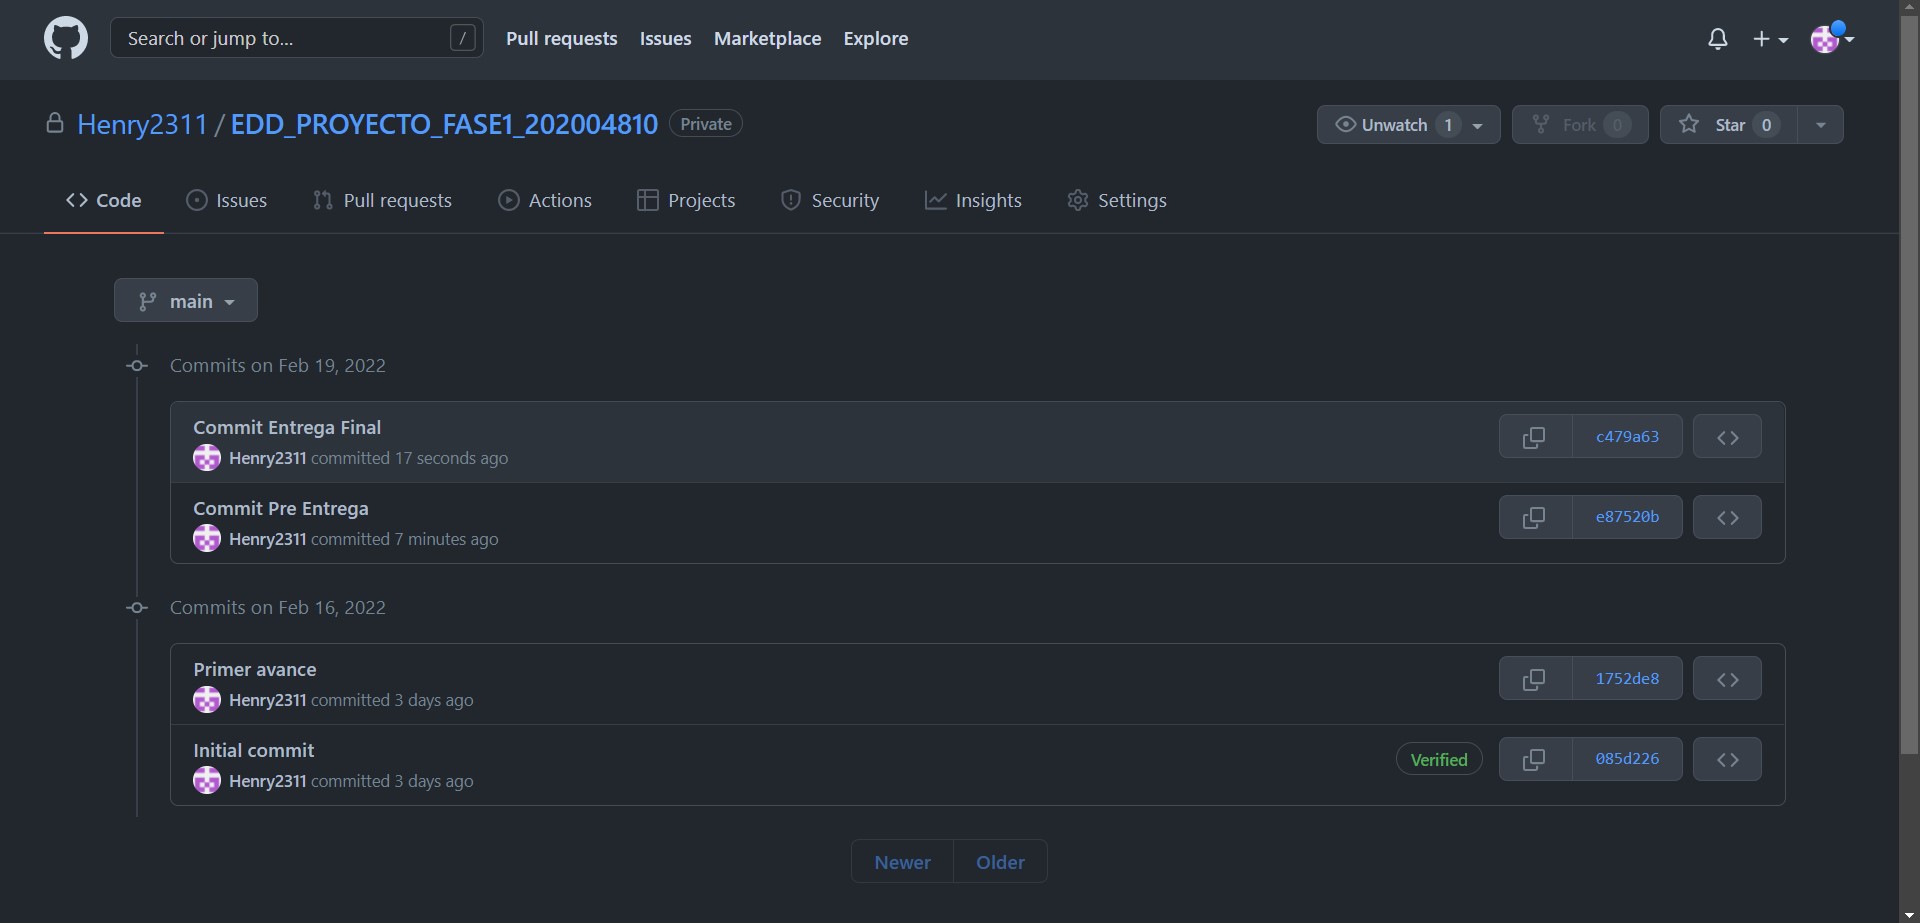 Search or jump to... / Pull requests Issues Marketplace Explore
Henry2311 / EDD_PROYECTO_FASE1_202004810 Private Unwatch 1 Fork 0 Star 0
Code Issues Pull requests Actions Projects Security Insights Settings
main
Commits on Feb 19, 2022
Commit Entrega Final
c479a63
Henry2311 committed 17 seconds ago
Commit Pre Entrega
e87520b
Henry2311 committed 7 minutes ago
Commits on Feb 16, 2022
Primer avance
1752de8
Henry2311 committed 3 days ago
Initial commit
Verified 085d226
Henry2311 committed 3 days ago
Newer Older